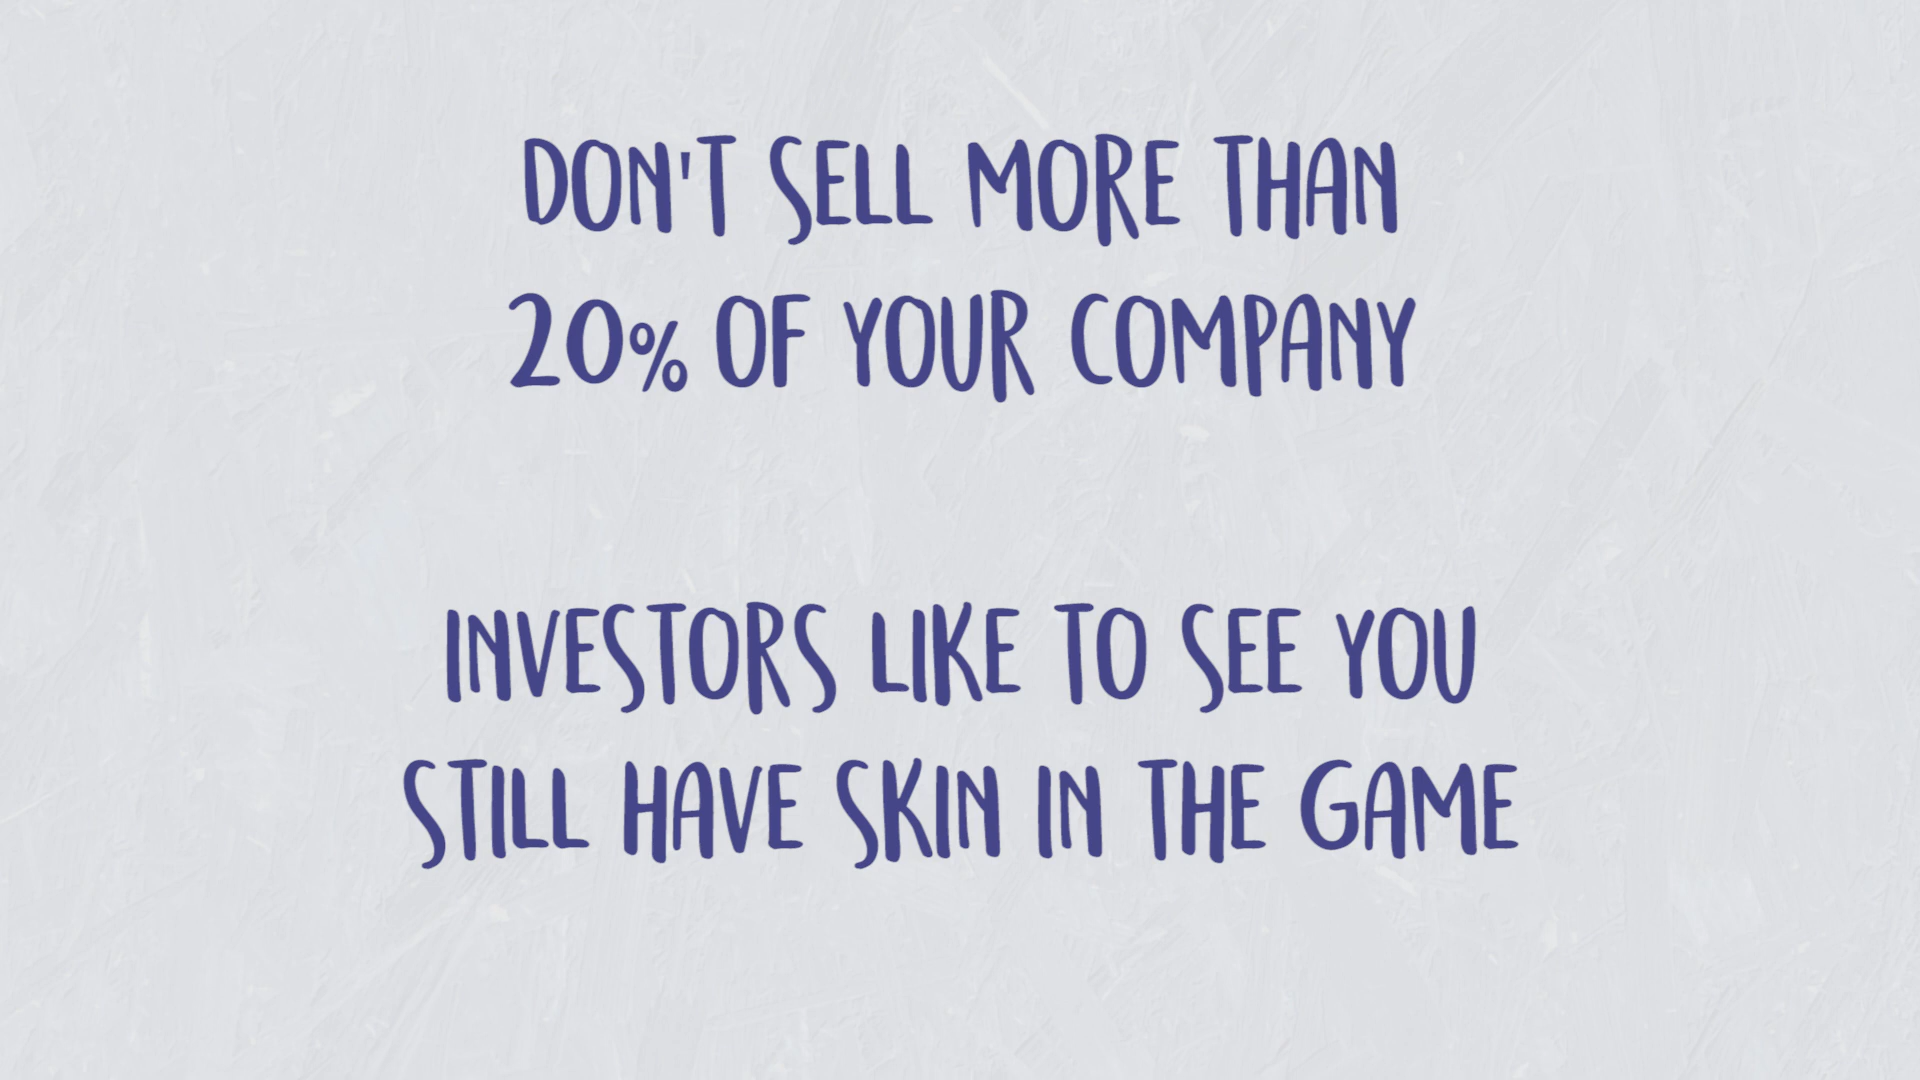 DON'T SELL MORE THAN
20% OF YOUR COMPANY
INVESTORS LIKE TO SEE YOU
STILL HAVE SKIN IN THE GAME